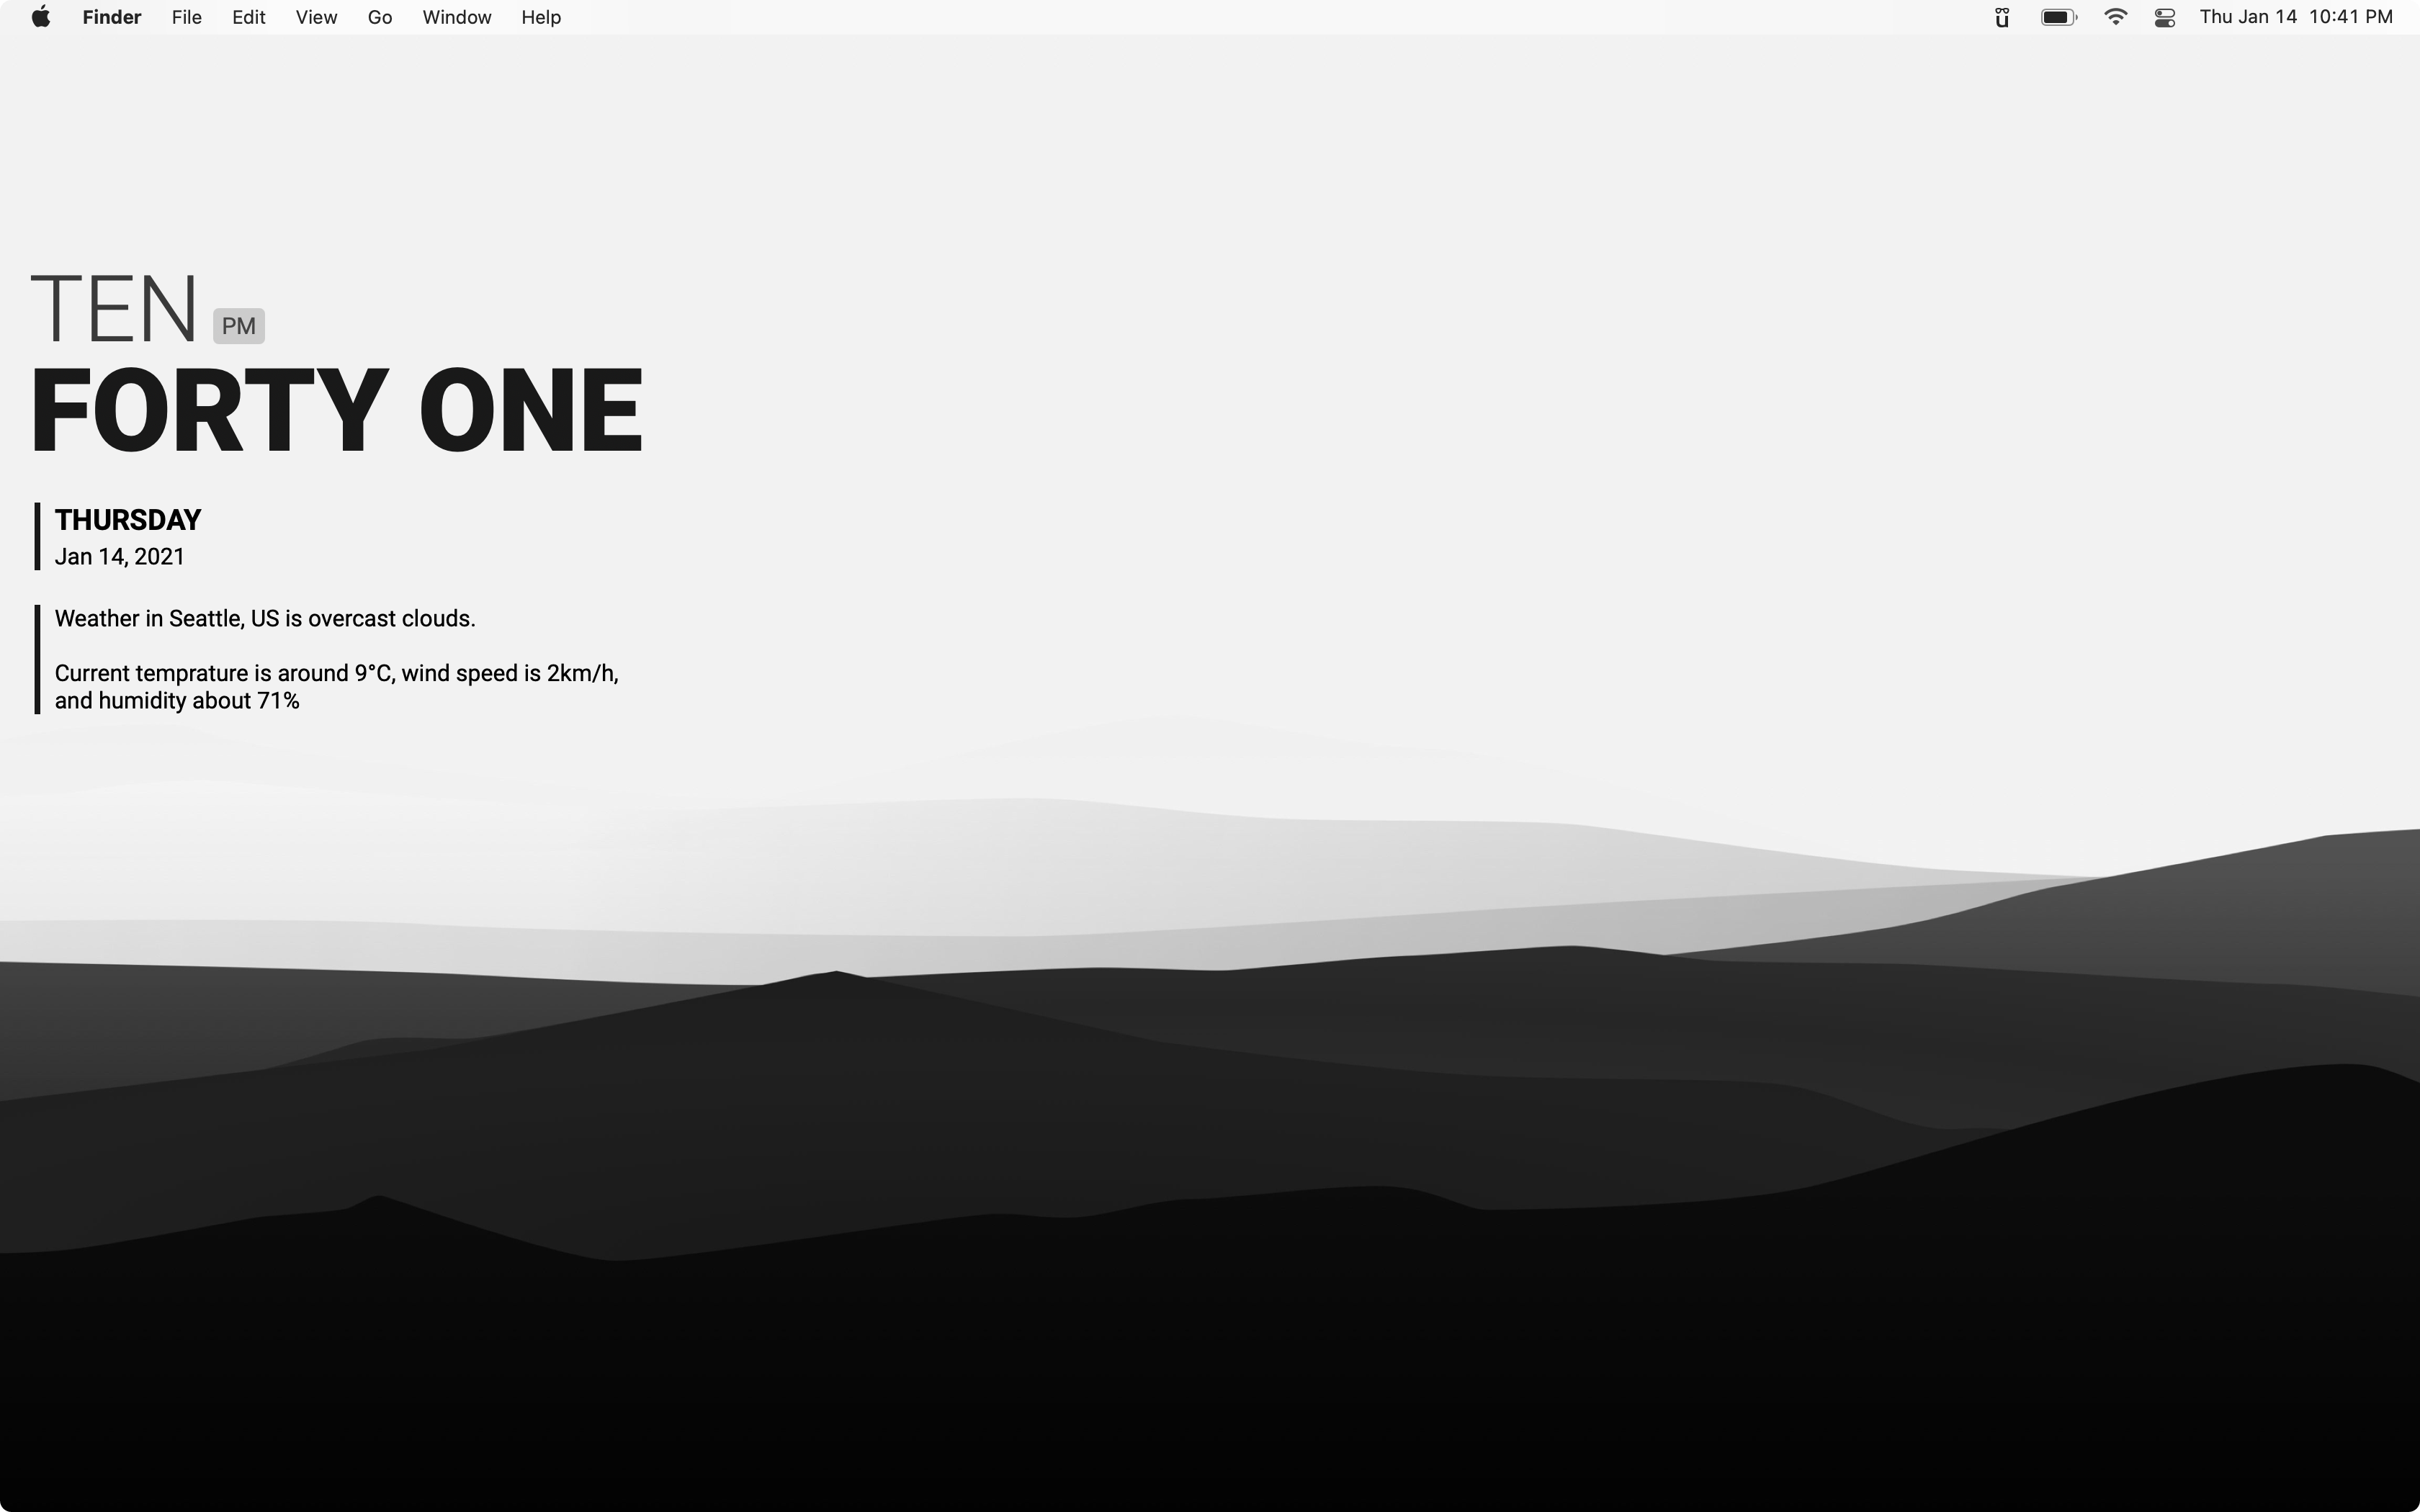 Finder File Edit View Go Window Help ü Thu Jan 14 10:41 PM
TEN PM
FORTY ONE
THURSDAY
Jan 14, 2021
Weather in Seattle, US is overcast clouds.
Current temprature is around 9°C, wind speed is 2km/h,
and humidity about 71%